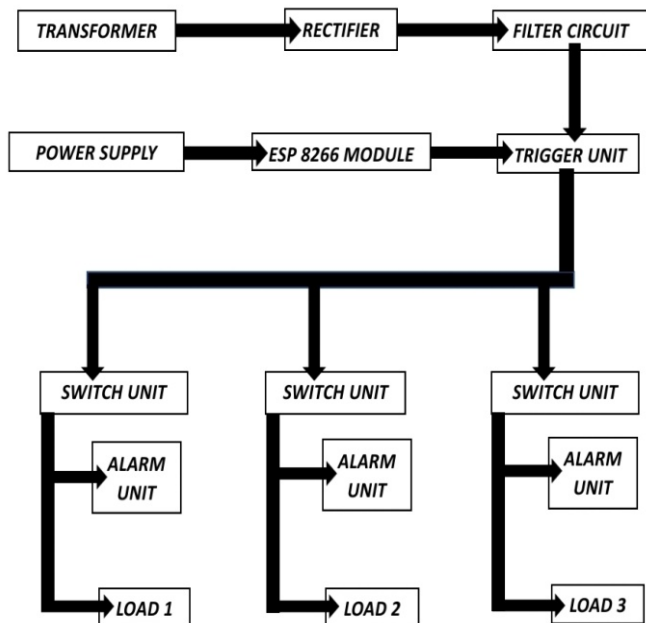 TRANSFORMER
RECTIFIER
FILTER CIRCUIT
POWER SUPPLY
ESP 8266 MODULE
TRIGGER UNIT
SWITCH UNIT
SWITCH UNIT
SWITCH UNIT
ALARM
UNIT
ALARM
UNIT
ALARM
UNIT
LOAD 1
LOAD 2
LOAD 3